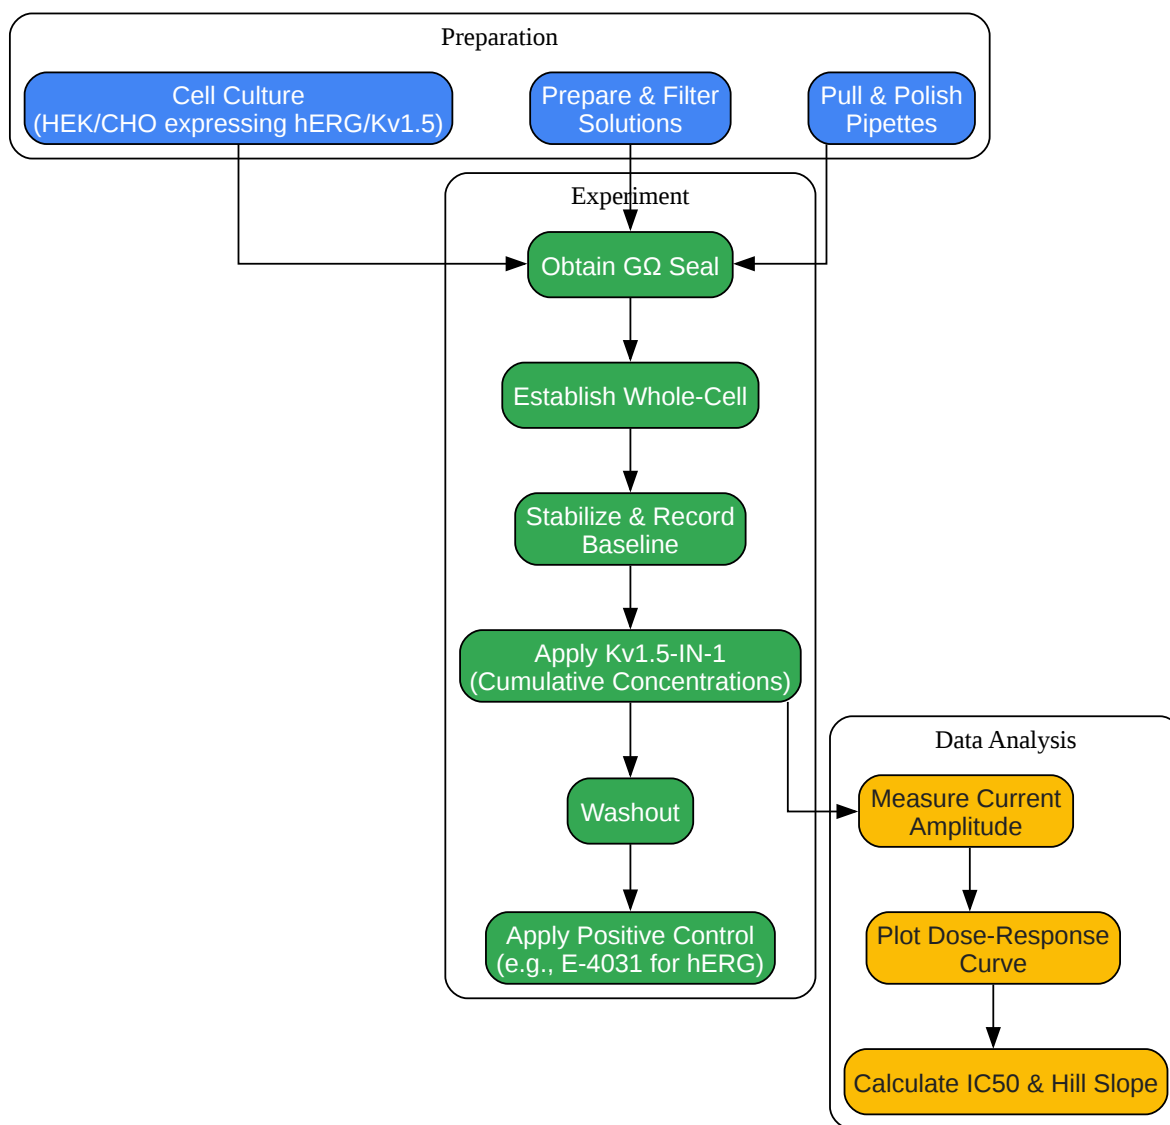 Preparation
Cell Culture
(HEK/CHO expressing hERG/Kv1.5)
Prepare & Filter
Solutions
Pull & Polish
Pipettes
Experiment
Obtain GΩ Seal
Establish Whole-Cell
Stabilize & Record
Baseline
Apply Kv1.5-IN-1
(Cumulative Concentrations)
Washout
Apply Positive Control
(e.g., E-4031 for hERG)
Data Analysis
Measure Current
Amplitude
Plot Dose-Response
Curve
Calculate IC50 & Hill Slope